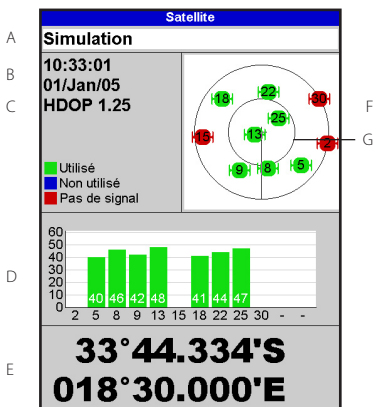 Satellite
A
Simulation
B
10:33:01
01/Jan/05
C
HDOP 1.25
22
18
30
25
F
13
15
2
G
9
8
5
Utilisé
Non utilisé
Pas de signal
60
50
40
30
20
10
0
D
40 46 42 48 41 44 47
2 5 8 9 13 15 18 22 25 30 - -
E
33°44.334'S
018°30.000'E